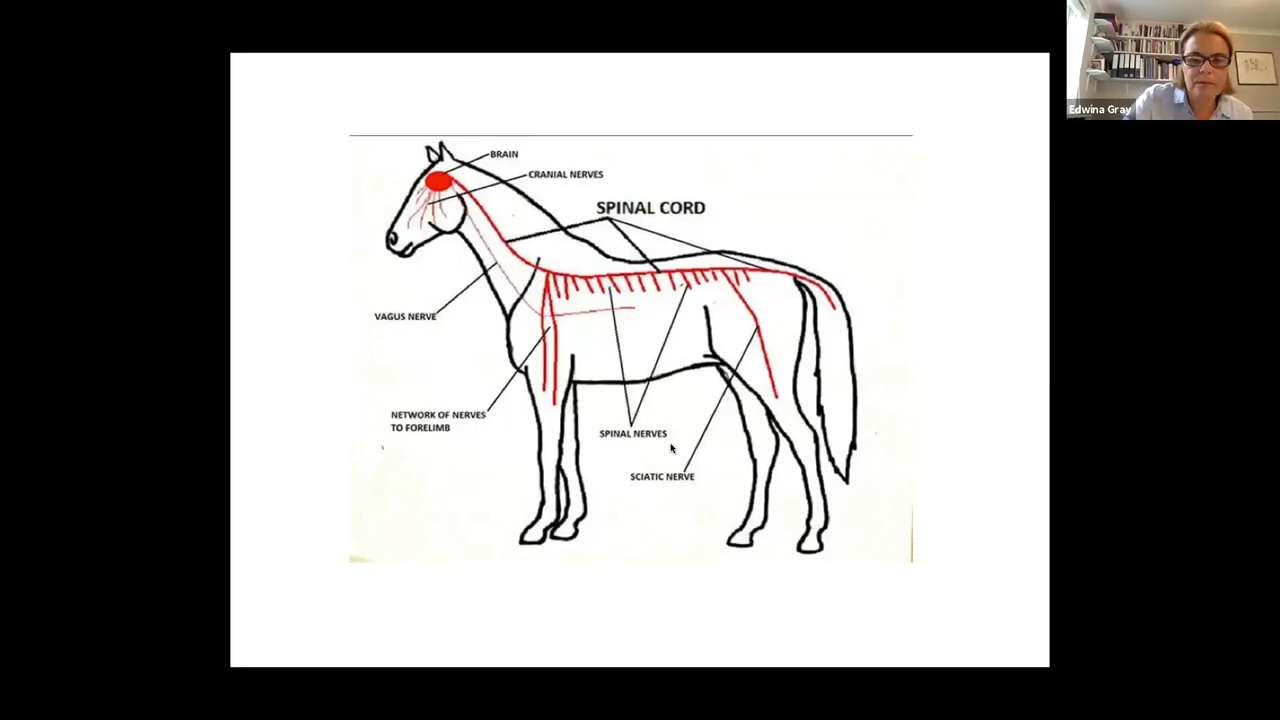 Edwina Gray
BRAIN
CRANIAL NERVES
SPINAL CORD
VAGUS NERVE
NETWORK OF NERVES
TO FORELIMB
SPINAL NERVES
SCIATIC NERVE